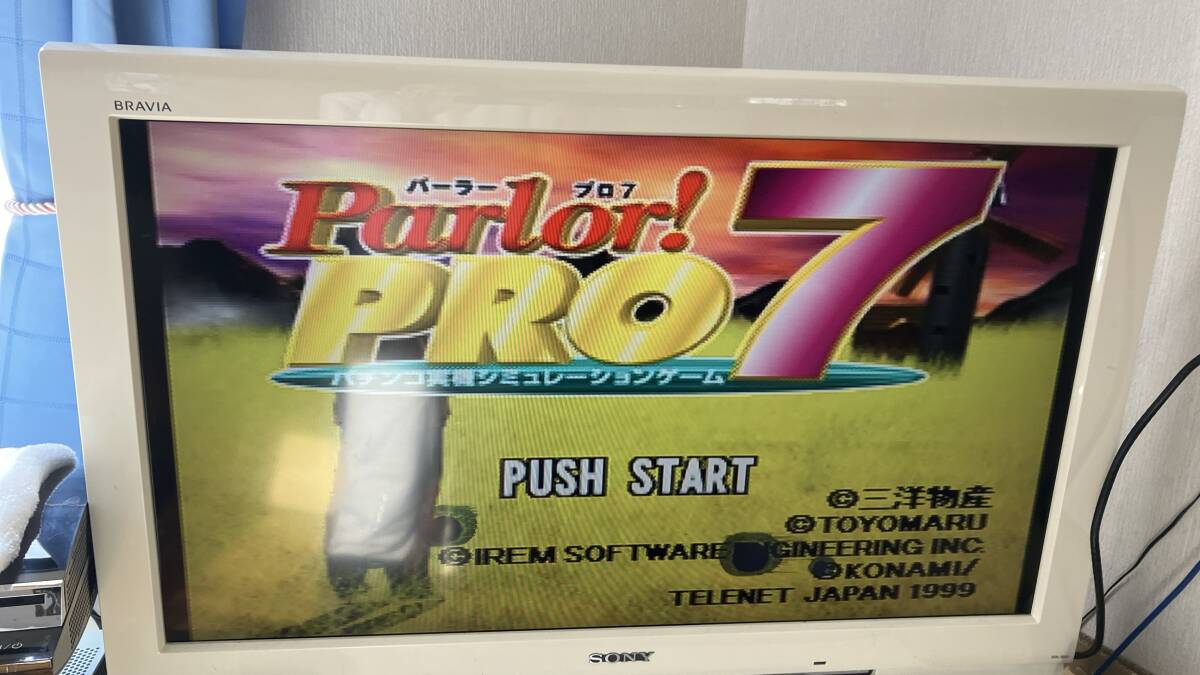 BRAVIA
パーラー プロ7
Parlor!
PRO 7
パチンコ実機シミュレーションゲーム
PUSH START
©三洋物産
©TOYOMARU
©IREM SOFTWARE ENGINEERING INC.
©KONAMI/
TELENET JAPAN 1999
SONY